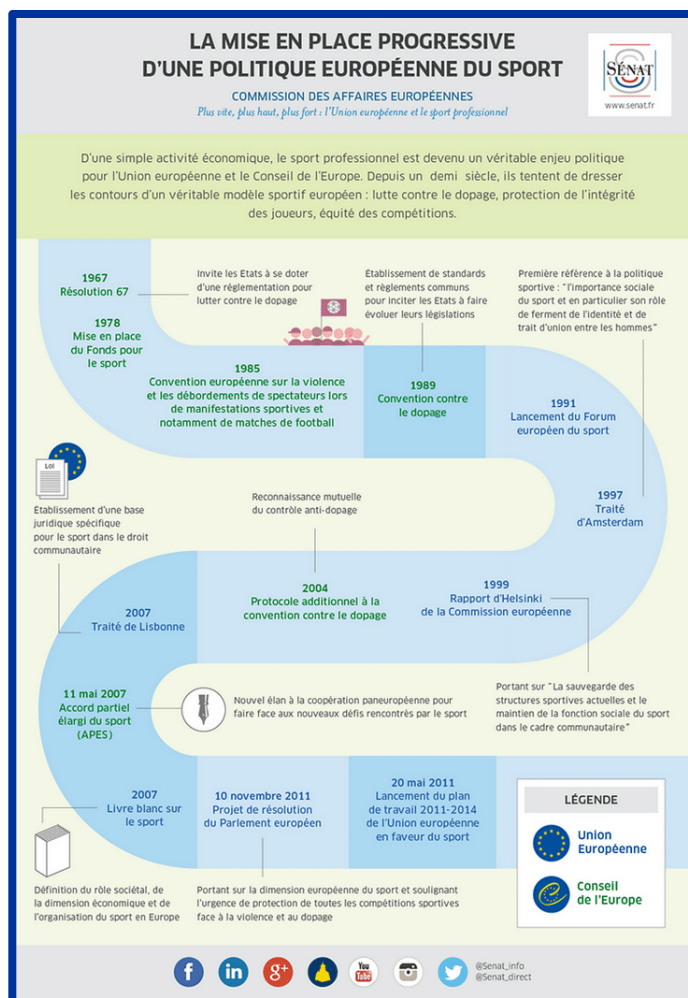 LA MISE EN PLACE PROGRESSIVE
D'UNE POLITIQUE EUROPÉENNE DU SPORT
COMMISSION DES AFFAIRES EUROPÉENNES
Plus vite, plus haut, plus fort : l'Union européenne et le sport professionnel
SÉNAT
www.senat.fr
D'une simple activité économique, le sport professionnel est devenu un véritable enjeu politique
pour l'Union européenne et le Conseil de l'Europe. Depuis un demi siècle, ils tentent de dresser
les contours d'un véritable modèle sportif européen : lutte contre le dopage, protection de l'intégrité
des joueurs, équité des compétitions.
1967
Résolution 67
Invite les Etats à se doter
d'une réglementation pour
lutter contre le dopage
1978
Mise en place
du Fonds pour
le sport
1985
Convention européenne sur la violence
et les débordements de spectateurs lors
de manifestations sportives et
notamment de matches de football
Établissement de standards
et règlements communs
pour inciter les Etats à faire
évoluer leurs législations
1989
Convention contre
le dopage
1991
Lancement du Forum
européen du sport
Première référence à la politique
sportive : "l'importance sociale
du sport et en particulier son rôle
de ferment de l'identité et de
trait d'union entre les hommes"
1997
Traité
d'Amsterdam
1999
Rapport d'Helsinki
de la Commission européenne
Portant sur "La sauvegarde des
structures sportives actuelles et le
maintien de la fonction sociale du sport
dans le cadre communautaire"
Reconnaissance mutuelle
du contrôle anti-dopage
2004
Protocole additionnel à la
convention contre le dopage
Loi
Établissement d'une base
juridique spécifique
pour le sport dans le droit
communautaire
2007
Traité de Lisbonne
11 mai 2007
Accord partiel
élargi du sport
(APES)
Nouvel élan à la coopération paneuropéenne pour
faire face aux nouveaux défis rencontrés par le sport
2007
Livre blanc sur
le sport
Définition du rôle sociétal, de
la dimension économique et de
l'organisation du sport en Europe
10 novembre 2011
Projet de résolution
du Parlement européen
Portant sur la dimension européenne du sport et soulignant
l'urgence de protection de toutes les compétitions sportives
face à la violence et au dopage
20 mai 2011
Lancement du plan
de travail 2011-2014
de l'Union européenne
en faveur du sport
LÉGENDE
Union
Européenne
Conseil
de l'Europe
f
in
g+
You
Tube
@Senat_info
@Senat_direct